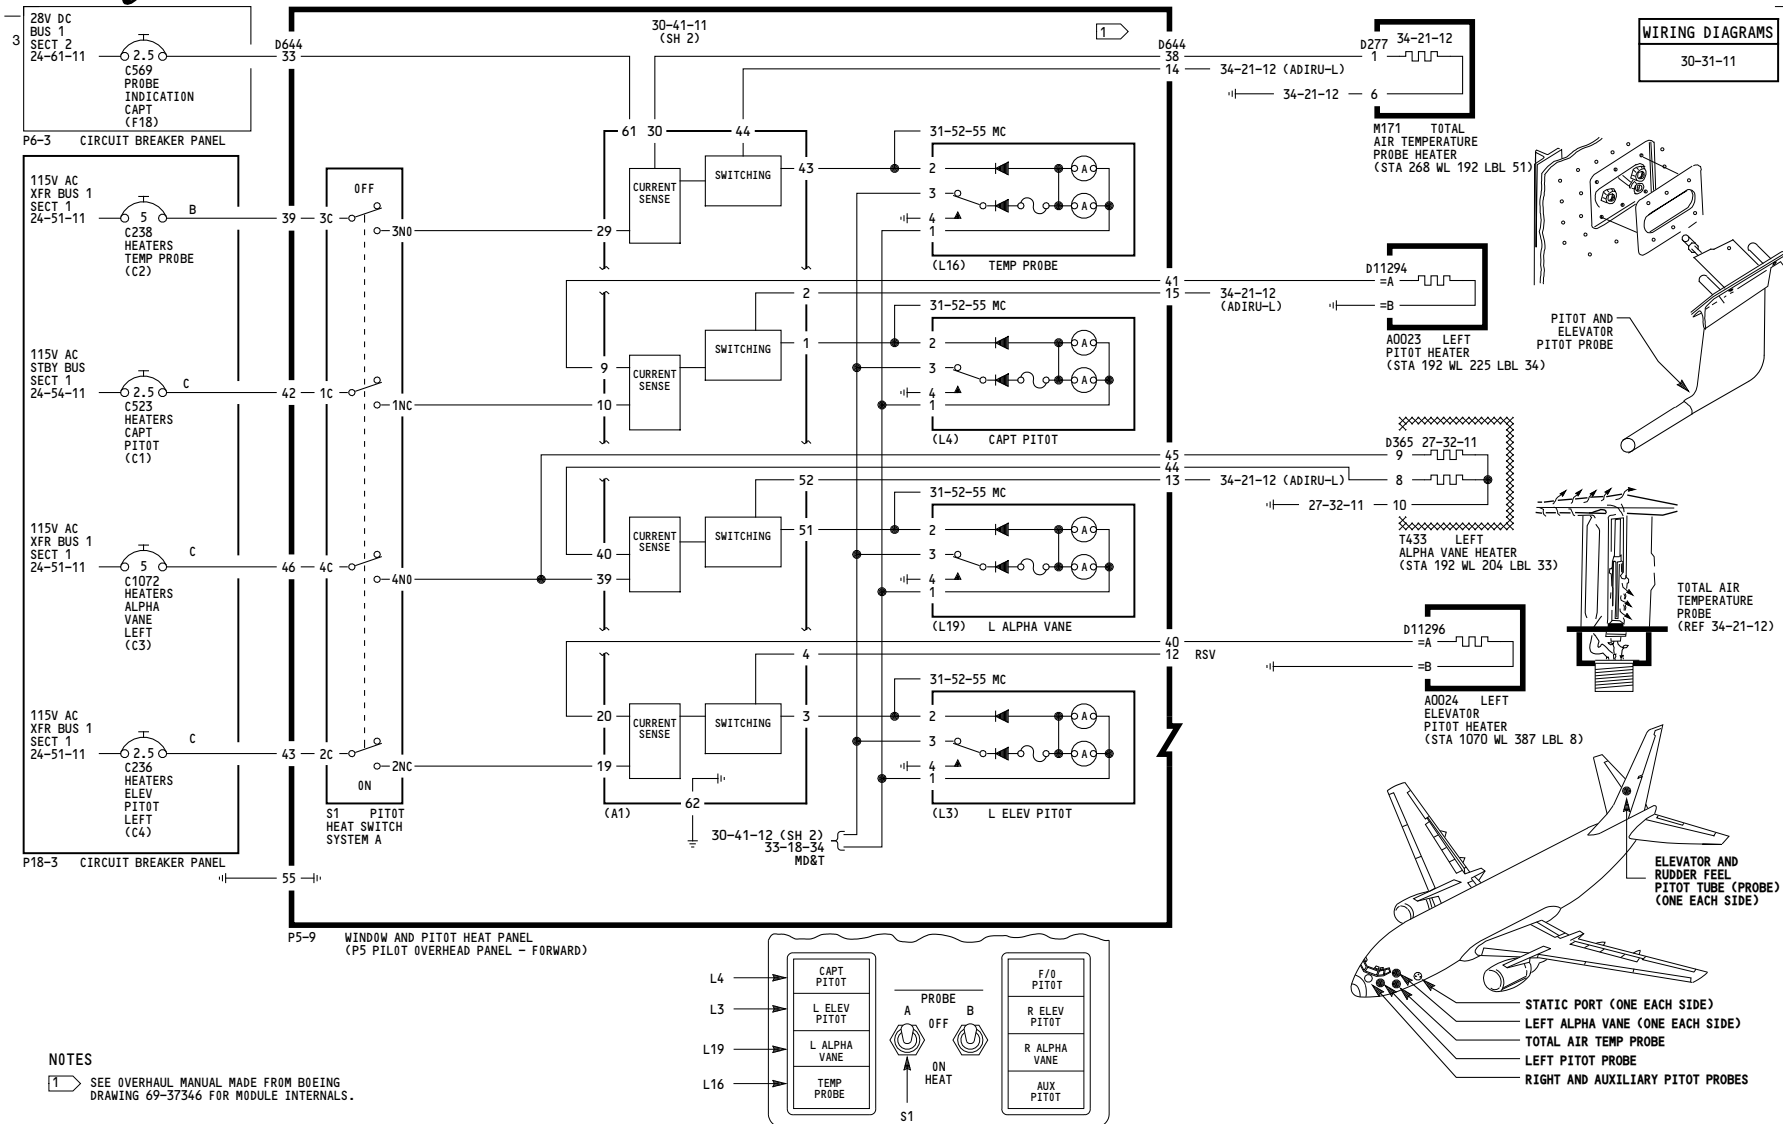 28V DC
BUS 1
SECT 2
24-61-11
3
2.5
C569
PROBE
INDICATION
CAPT
(F18)
P6-3 CIRCUIT BREAKER PANEL
115V AC
XFR BUS 1
SECT 1
24-51-11
5
B
C238
HEATERS
TEMP PROBE
(C2)
115V AC
STBY BUS
SECT 1
24-54-11
2.5
C
C523
HEATERS
CAPT
PITOT
(C1)
115V AC
XFR BUS 1
SECT 1
24-51-11
5
C
C1072
HEATERS
ALPHA
VANE
LEFT
(C3)
115V AC
XFR BUS 1
SECT 1
24-51-11
2.5
C
C236
HEATERS
ELEV
PITOT
LEFT
(C4)
P18-3 CIRCUIT BREAKER PANEL
D644
33
39
42
46
43
55
OFF
3C
3NO
1C
1NC
4C
4NO
2C
2NC
ON
S1 PITOT
HEAT SWITCH
SYSTEM A
30-41-11
(SH 2)
1
61 30 44
CURRENT
SENSE
SWITCHING
43
29
2
CURRENT
SENSE
SWITCHING
1
9
10
52
CURRENT
SENSE
SWITCHING
51
40
39
4
CURRENT
SENSE
SWITCHING
3
20
19
62
(A1)
31-52-55 MC
2
3
4
1
A
A
(L16) TEMP PROBE
31-52-55 MC
2
3
4
1
A
A
(L4) CAPT PITOT
31-52-55 MC
2
3
4
1
A
A
(L19) L ALPHA VANE
31-52-55 MC
2
3
4
1
A
A
(L3) L ELEV PITOT
30-41-12 (SH 2)
33-18-34
MD&T
P5-9 WINDOW AND PITOT HEAT PANEL
(P5 PILOT OVERHEAD PANEL - FORWARD)
D644
38
14 34-21-12 (ADIRU-L)
41
15 34-21-12
(ADIRU-L)
45
44
13 34-21-12 (ADIRU-L)
40
12 RSV
D277 34-21-12
1
34-21-12 6
M171 TOTAL
AIR TEMPERATURE
PROBE HEATER
(STA 268 WL 192 LBL 51)
D11294
=A
=B
A0023 LEFT
PITOT HEATER
(STA 192 WL 225 LBL 34)
D365 27-32-11
9
8
27-32-11 10
T433 LEFT
ALPHA VANE HEATER
(STA 192 WL 204 LBL 33)
D11296
=A
=B
A0024 LEFT
ELEVATOR
PITOT HEATER
(STA 1070 WL 387 LBL 8)
WIRING DIAGRAMS
30-31-11
PITOT AND
ELEVATOR
PITOT PROBE
TOTAL AIR
TEMPERATURE
PROBE
(REF 34-21-12)
ELEVATOR AND
RUDDER FEEL
PITOT TUBE (PROBE)
(ONE EACH SIDE)
STATIC PORT (ONE EACH SIDE)
LEFT ALPHA VANE (ONE EACH SIDE)
TOTAL AIR TEMP PROBE
LEFT PITOT PROBE
RIGHT AND AUXILIARY PITOT PROBES
L4
L3
L19
L16
CAPT
PITOT
L ELEV
PITOT
L ALPHA
VANE
TEMP
PROBE
PROBE
A B
OFF
ON
HEAT
S1
F/O
PITOT
R ELEV
PITOT
R ALPHA
VANE
AUX
PITOT
NOTES
1 SEE OVERHAUL MANUAL MADE FROM BOEING
DRAWING 69-37346 FOR MODULE INTERNALS.